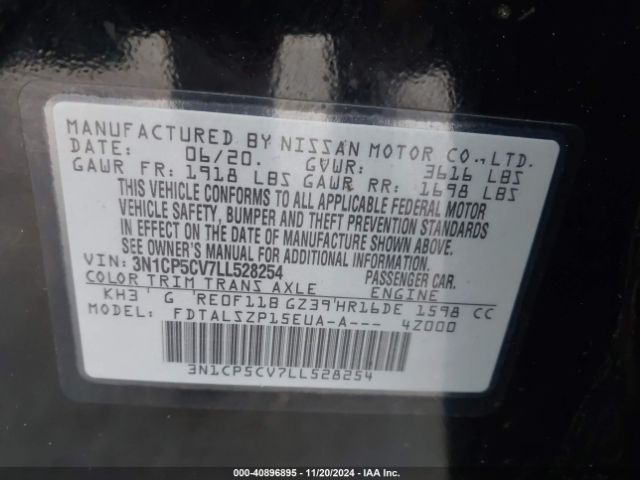 MANUFACTURED BY NISSAN MOTOR CO., LTD.
DATE: 06/20. GVWR: 3616 LBS
GAWR FR: 1918 LBS GAWR RR: 1698 LBS
THIS VEHICLE CONFORMS TO ALL APPLICABLE FEDERAL MOTOR
VEHICLE SAFETY, BUMPER AND THEFT PREVENTION STANDARDS
IN EFFECT ON THE DATE OF MANUFACTURE SHOWN ABOVE.
SEE OWNER'S MANUAL FOR ADDITIONAL INFORMATION.
VIN: 3N1CP5CV7LL528254 PASSENGER CAR.
COLOR TRIM TRANS AXLE ENGINE
KH3 G RE0F11B GZ39 HR16DE 1598 CC
MODEL: FDTALSZP15EUA-A--- 4Z000
3N1CP5CV7LL528254
000-40896895 - 11/20/2024 - IAAI.COM